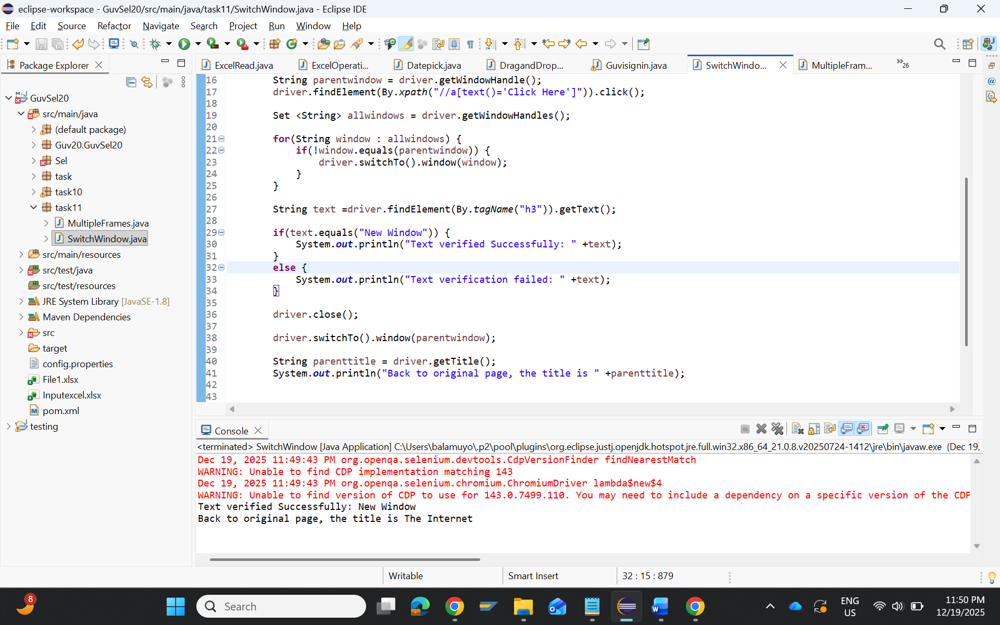 eclipse-workspace - GuvSel20/src/main/java/task11/SwitchWindow.java - Eclipse IDE
File Edit Source Refactor Navigate Search Project Run Window Help
Package Explorer
GuvSel20
src/main/java
(default package)
Guv20.GuvSel20
Sel
task
task10
task11
MultipleFrames.java
SwitchWindow.java
src/main/resources
src/test/java
src/test/resources
JRE System Library [JavaSE-1.8]
Maven Dependencies
src
target
config.properties
File1.xlsx
Inputexcel.xlsx
pom.xml
testing
ExcelRead.java ExcelOperati... Datepick.java DragandDrop... Guvisignin.java SwitchWindo... MultipleFram... »26
16 String parentwindow = driver.getWindowHandle();
17 driver.findElement(By.xpath("//a[text()='Click Here']")).click();
18
19 Set <String> allwindows = driver.getWindowHandles();
20
21 for(String window : allwindows) {
22 if(!window.equals(parentwindow)) {
23 driver.switchTo().window(window);
24 }
25 }
26
27 String text =driver.findElement(By.tagName("h3")).getText();
28
29 if(text.equals("New Window")) {
30 System.out.println("Text verified Successfully: " +text);
31 }
32 else {
33 System.out.println("Text verification failed: " +text);
34 }
35
36 driver.close();
37
38 driver.switchTo().window(parentwindow);
39
40 String parenttitle = driver.getTitle();
41 System.out.println("Back to original page, the title is " +parenttitle);
42
43
Console
<terminated> SwitchWindow [Java Application] C:\Users\balamuyo\.p2\pool\plugins\org.eclipse.justj.openjdk.hotspot.jre.full.win32.x86_64_21.0.8.v20250724-1412\jre\bin\javaw.exe (Dec 19,
Dec 19, 2025 11:49:43 PM org.openqa.selenium.devtools.CdpVersionFinder findNearestMatch
WARNING: Unable to find CDP implementation matching 143
Dec 19, 2025 11:49:43 PM org.openqa.selenium.chromium.ChromiumDriver lambda$new$4
WARNING: Unable to find version of CDP to use for 143.0.7499.110. You may need to include a dependency on a specific version of the CDP
Text verified Successfully: New Window
Back to original page, the title is The Internet
Writable Smart Insert 32 : 15 : 879
8
Search
ENG
US
11:50 PM
12/19/2025